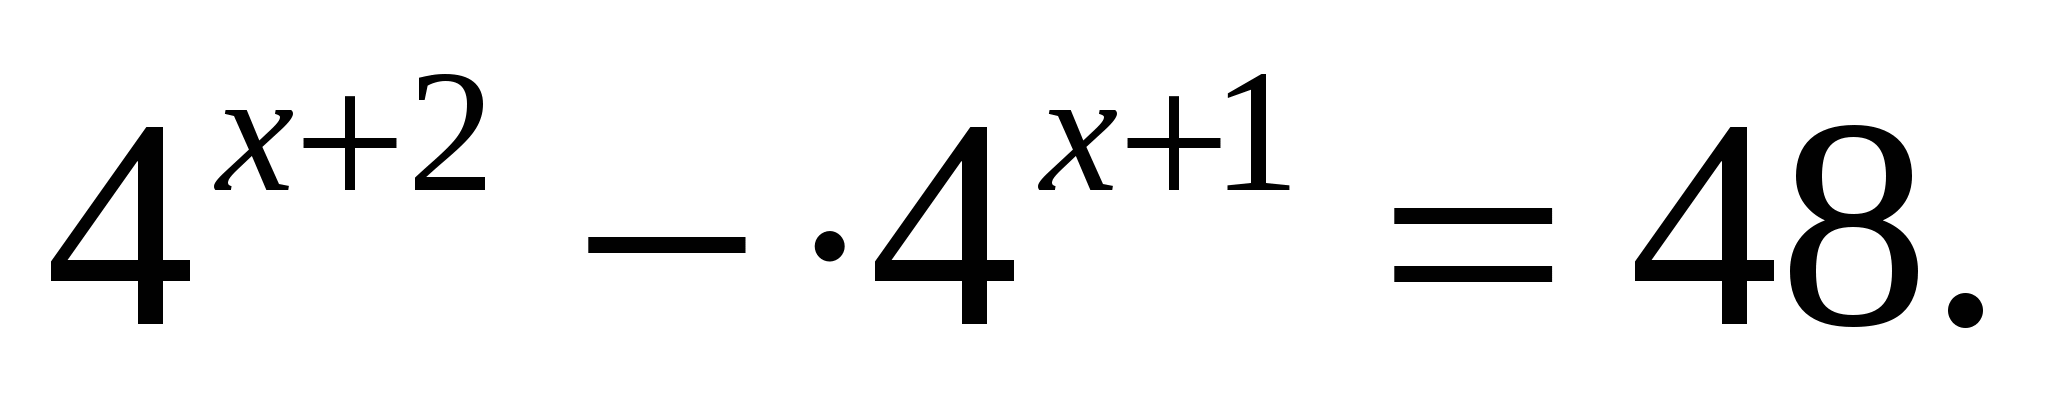 4^{x+2} − ·4^{x+1} = 48.